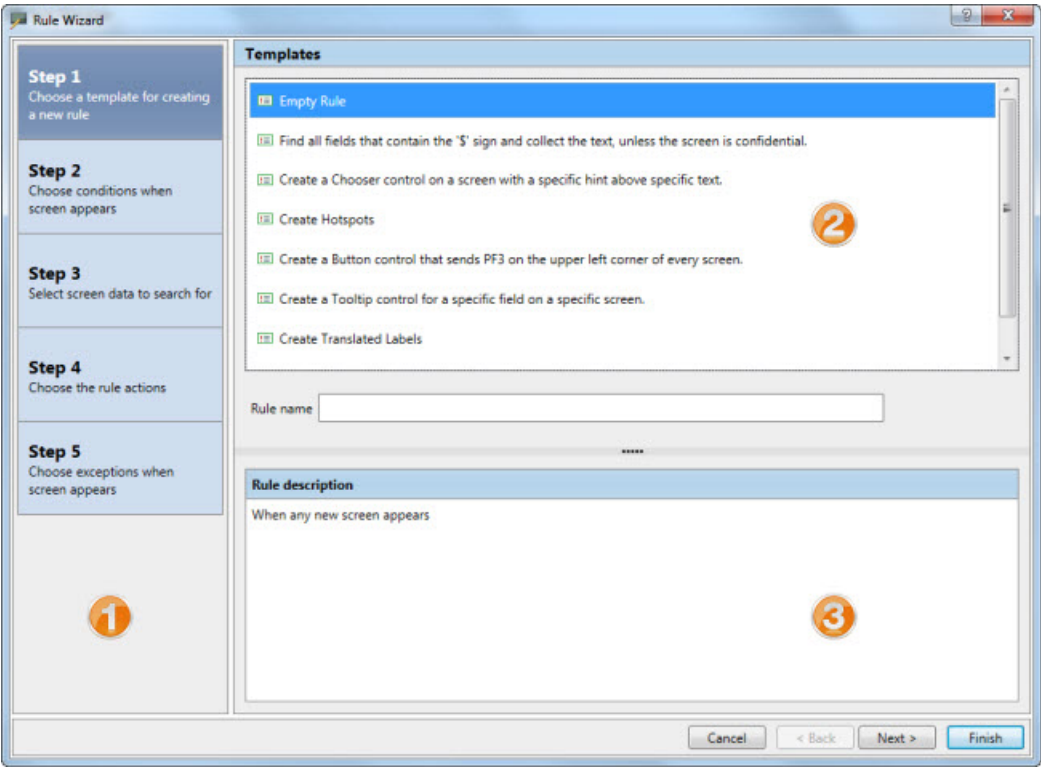 Rule Wizard
?
X
Step 1
Choose a template for creating
a new rule
Step 2
Choose conditions when
screen appears
Step 3
Select screen data to search for
Step 4
Choose the rule actions
Step 5
Choose exceptions when
screen appears
1
Templates
Empty Rule
Find all fields that contain the '$' sign and collect the text, unless the screen is confidential.
Create a Chooser control on a screen with a specific hint above specific text.
Create Hotspots
Create a Button control that sends PF3 on the upper left corner of every screen.
Create a Tooltip control for a specific field on a specific screen.
Create Translated Labels
2
Rule name
Rule description
When any new screen appears
3
Cancel
< Back
Next >
Finish